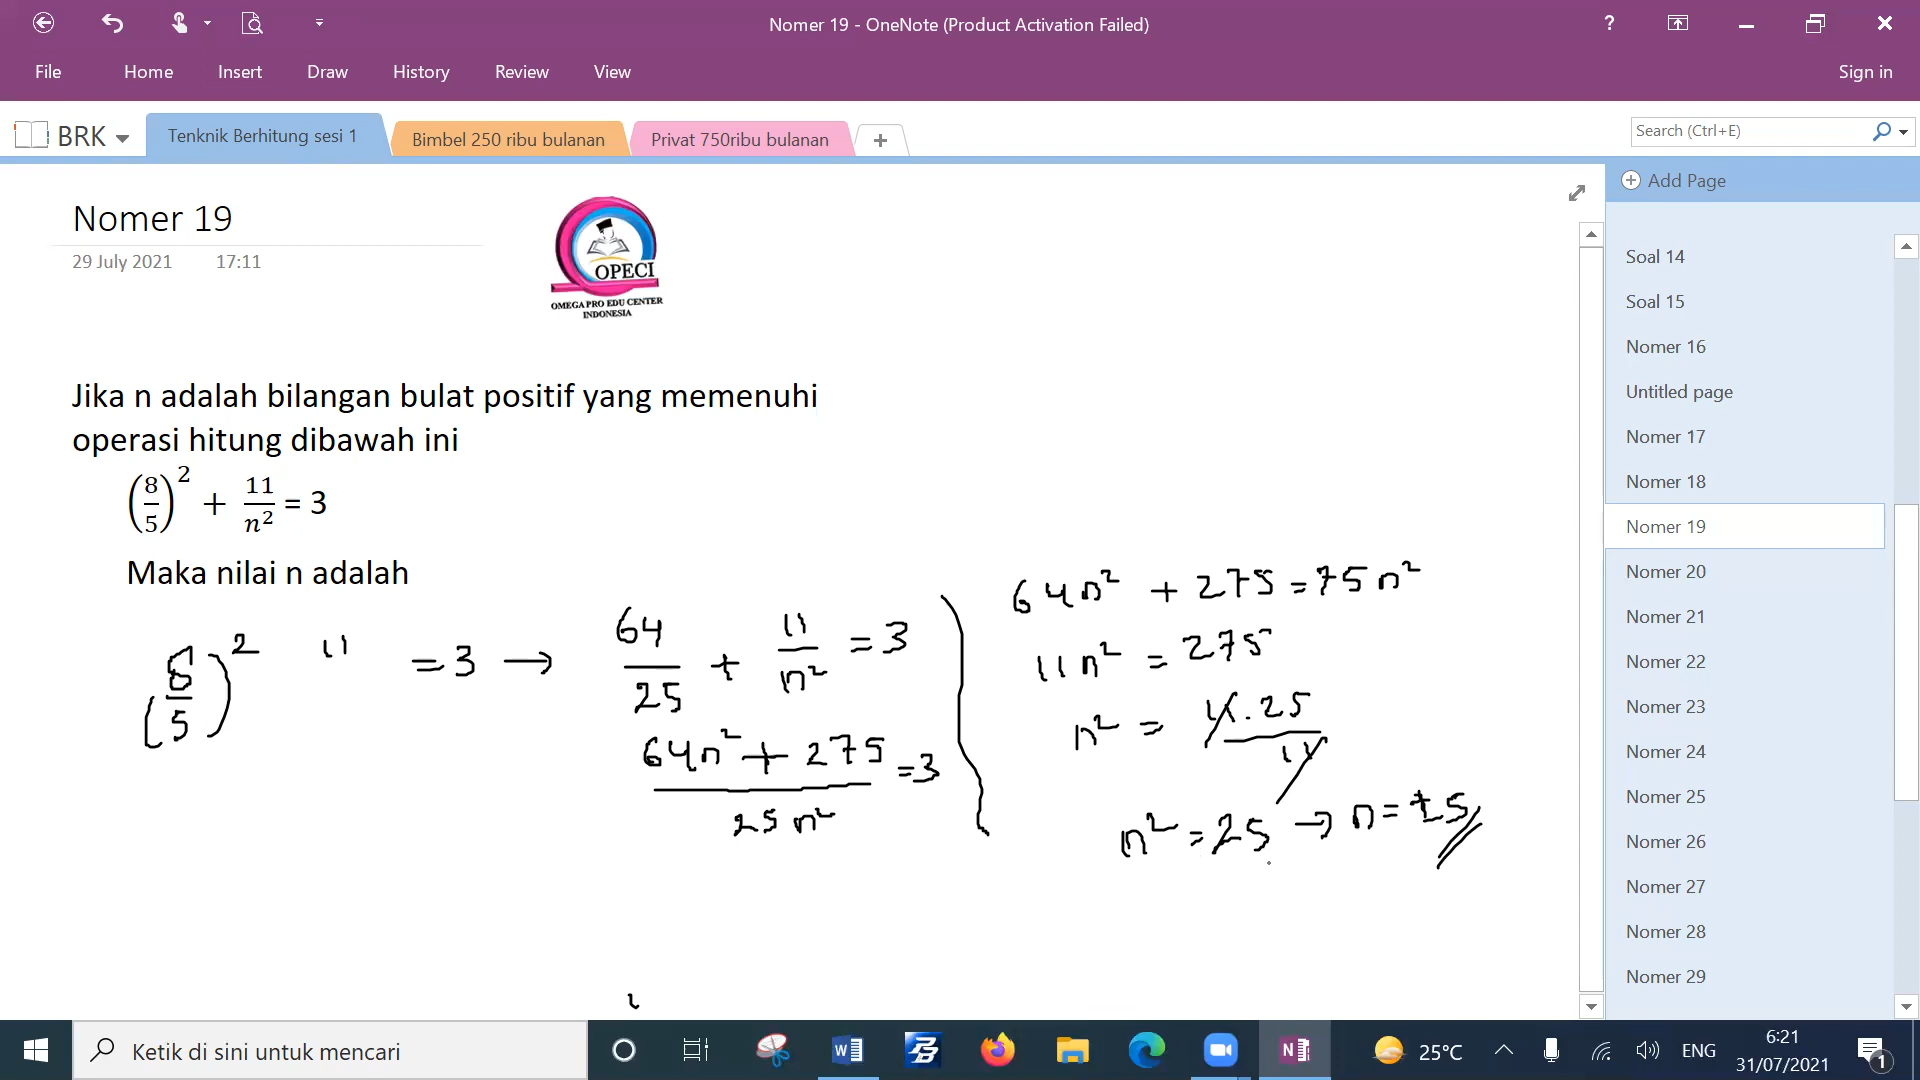 Nomer 19 - OneNote (Product Activation Failed)
File Home Insert Draw History Review View Sign in
BRK Tenknik Berhitung sesi 1 Bimbel 250 ribu bulanan Privat 750ribu bulanan
Search (Ctrl+E)
Add Page
Nomer 19
29 July 2021 17:11
OPECI
OMEGA PRO EDU CENTER
INDONESIA
Jika n adalah bilangan bulat positif yang memenuhi
operasi hitung dibawah ini
(8/5)² + 11/n² = 3
Maka nilai n adalah
(8/5)² 11 = 3 → 64/25 + 11/n² = 3
64n² + 275 / 25n² = 3
64n² + 275 = 75n²
11n² = 275
n² = 11.25 / 11
n² = 25 → n = +5
Soal 14
Soal 15
Nomer 16
Untitled page
Nomer 17
Nomer 18
Nomer 19
Nomer 20
Nomer 21
Nomer 22
Nomer 23
Nomer 24
Nomer 25
Nomer 26
Nomer 27
Nomer 28
Nomer 29
Ketik di sini untuk mencari
25°C
ENG
6:21
31/07/2021
1